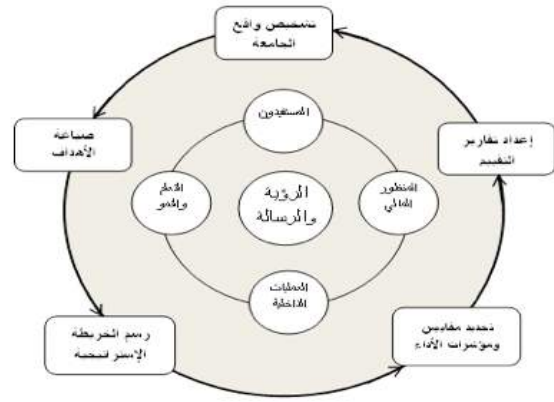 تشخيص واقع
الجامعة
صياغة
الأهداف
رسم الخريطة
الإستراتيجية
تحديد مقاييس
ومؤشرات الأداء
إعداد تقارير
التقييم
المستفيدون
التعلم
والنمو
العمليات
الداخلية
المنظور
المالي
الرؤية
والرسالة